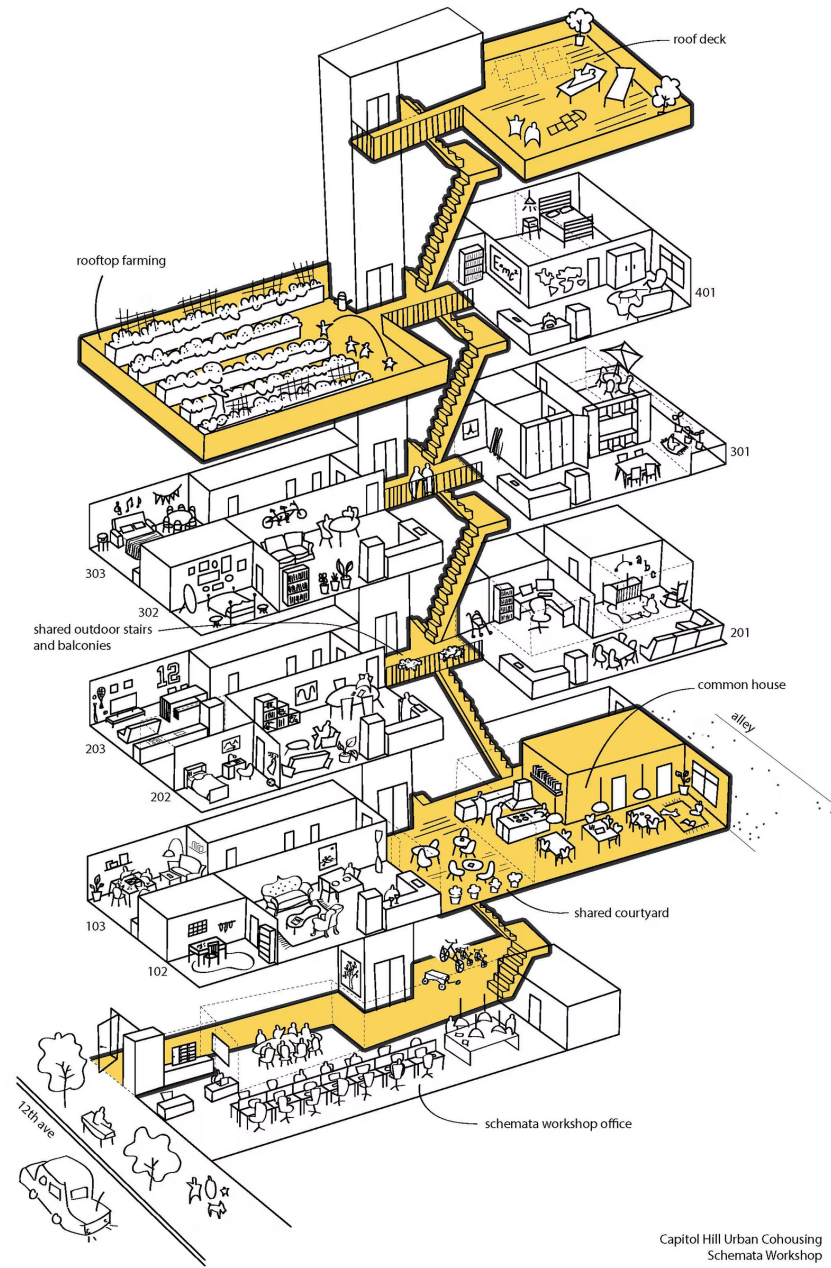 roof deck
rooftop farming
401
E=mc²
301
303
302
shared outdoor stairs
and balconies
a
b
c
201
12
common house
alley
203
202
103
shared courtyard
102
12th ave
schemata workshop office
Capitol Hill Urban Cohousing
Schemata Workshop